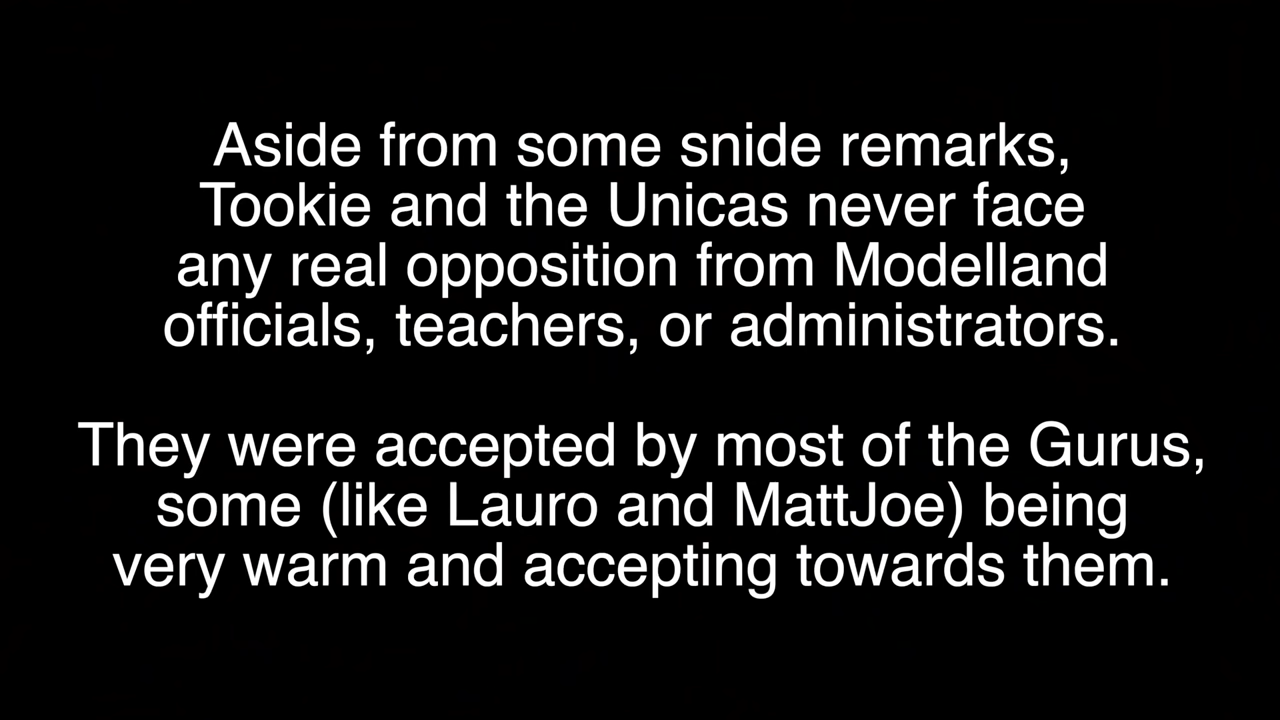 Aside from some snide remarks,
Tookie and the Unicas never face
any real opposition from Modelland
officials, teachers, or administrators.
They were accepted by most of the Gurus,
some (like Lauro and MattJoe) being
very warm and accepting towards them.